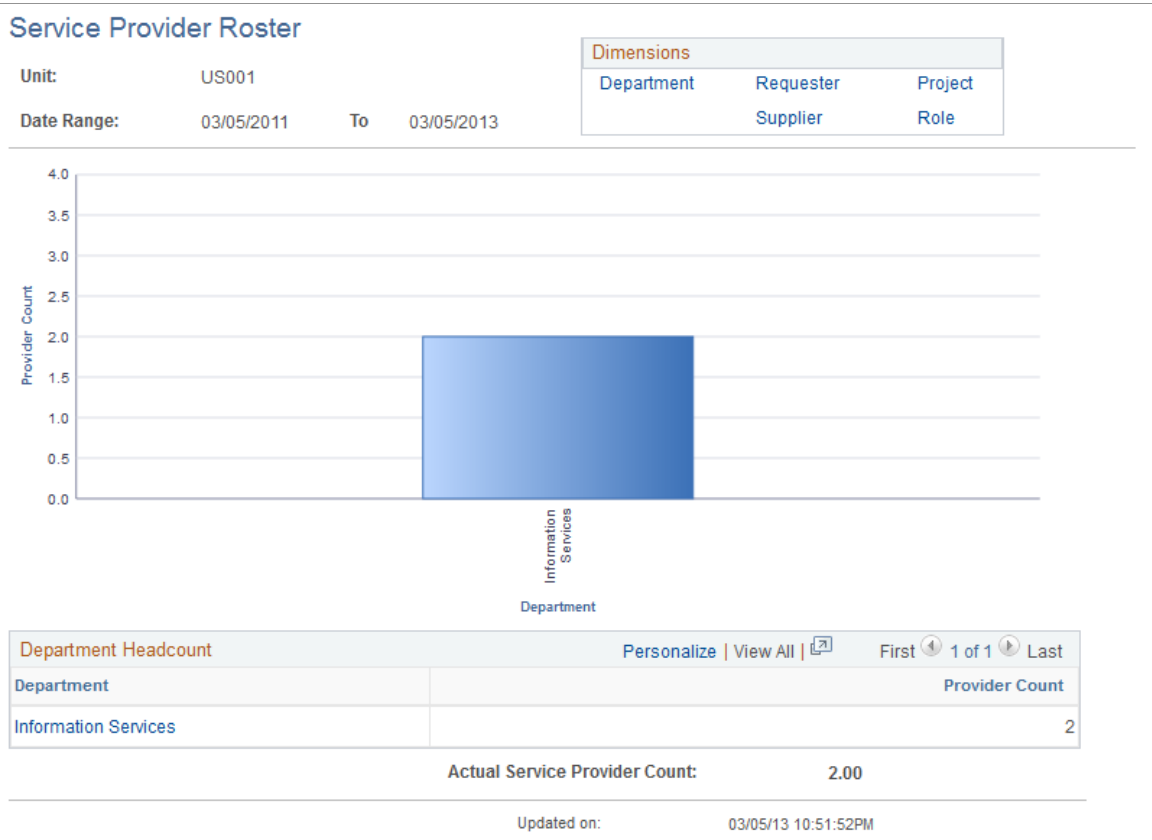 Service Provider Roster
Dimensions
Unit: US001
Department Requester Project
Date Range: 03/05/2011 To 03/05/2013
Supplier Role
4.0
3.5
3.0
2.5
2.0
1.5
1.0
0.5
0.0
Provider Count
Information
Services
Department
Department Headcount Personalize | View All | First 1 of 1 Last
Department Provider Count
Information Services 2
Actual Service Provider Count: 2.00
Updated on: 03/05/13 10:51:52PM